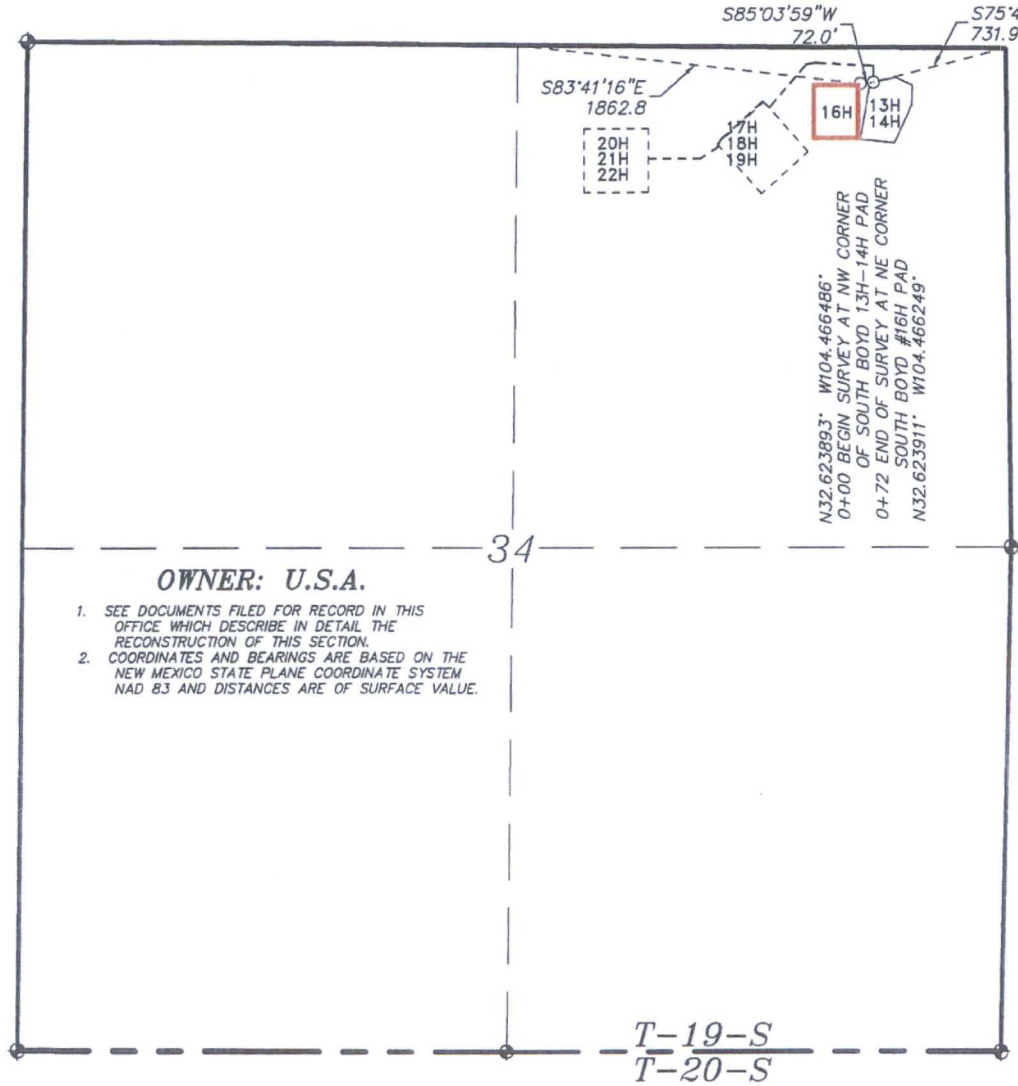 S85°03'59"W
72.0'
S75°4
731.9
S83°41'16"E
1862.8
20H
21H
22H
17H
18H
19H
16H
13H
14H
N32.623893° W104.466486°
0+00 BEGIN SURVEY AT NW CORNER
OF SOUTH BOYD 13H-14H PAD
0+72 END OF SURVEY AT NE CORNER
SOUTH BOYD #16H PAD
N32.623911° W104.466249°
34
OWNER: U.S.A.
1. SEE DOCUMENTS FILED FOR RECORD IN THIS
OFFICE WHICH DESCRIBE IN DETAIL THE
RECONSTRUCTION OF THIS SECTION.
2. COORDINATES AND BEARINGS ARE BASED ON THE
NEW MEXICO STATE PLANE COORDINATE SYSTEM
NAD 83 AND DISTANCES ARE OF SURFACE VALUE.
T-19-S
T-20-S